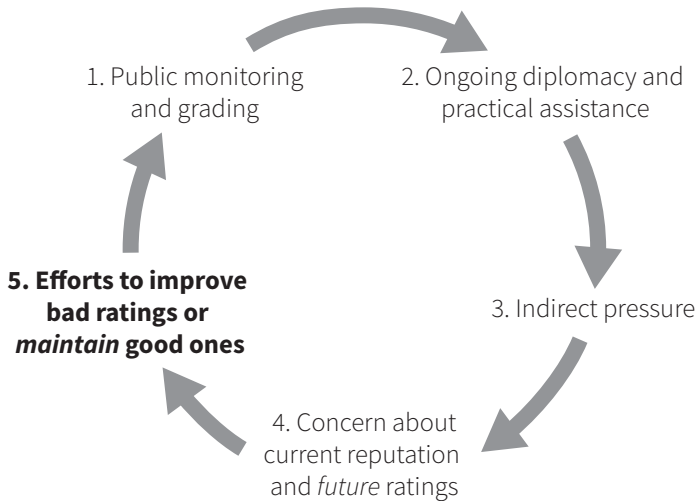 1. Public monitoring
and grading
2. Ongoing diplomacy and
practical assistance
3. Indirect pressure
4. Concern about
current reputation
and future ratings
5. Efforts to improve
bad ratings or
maintain good ones